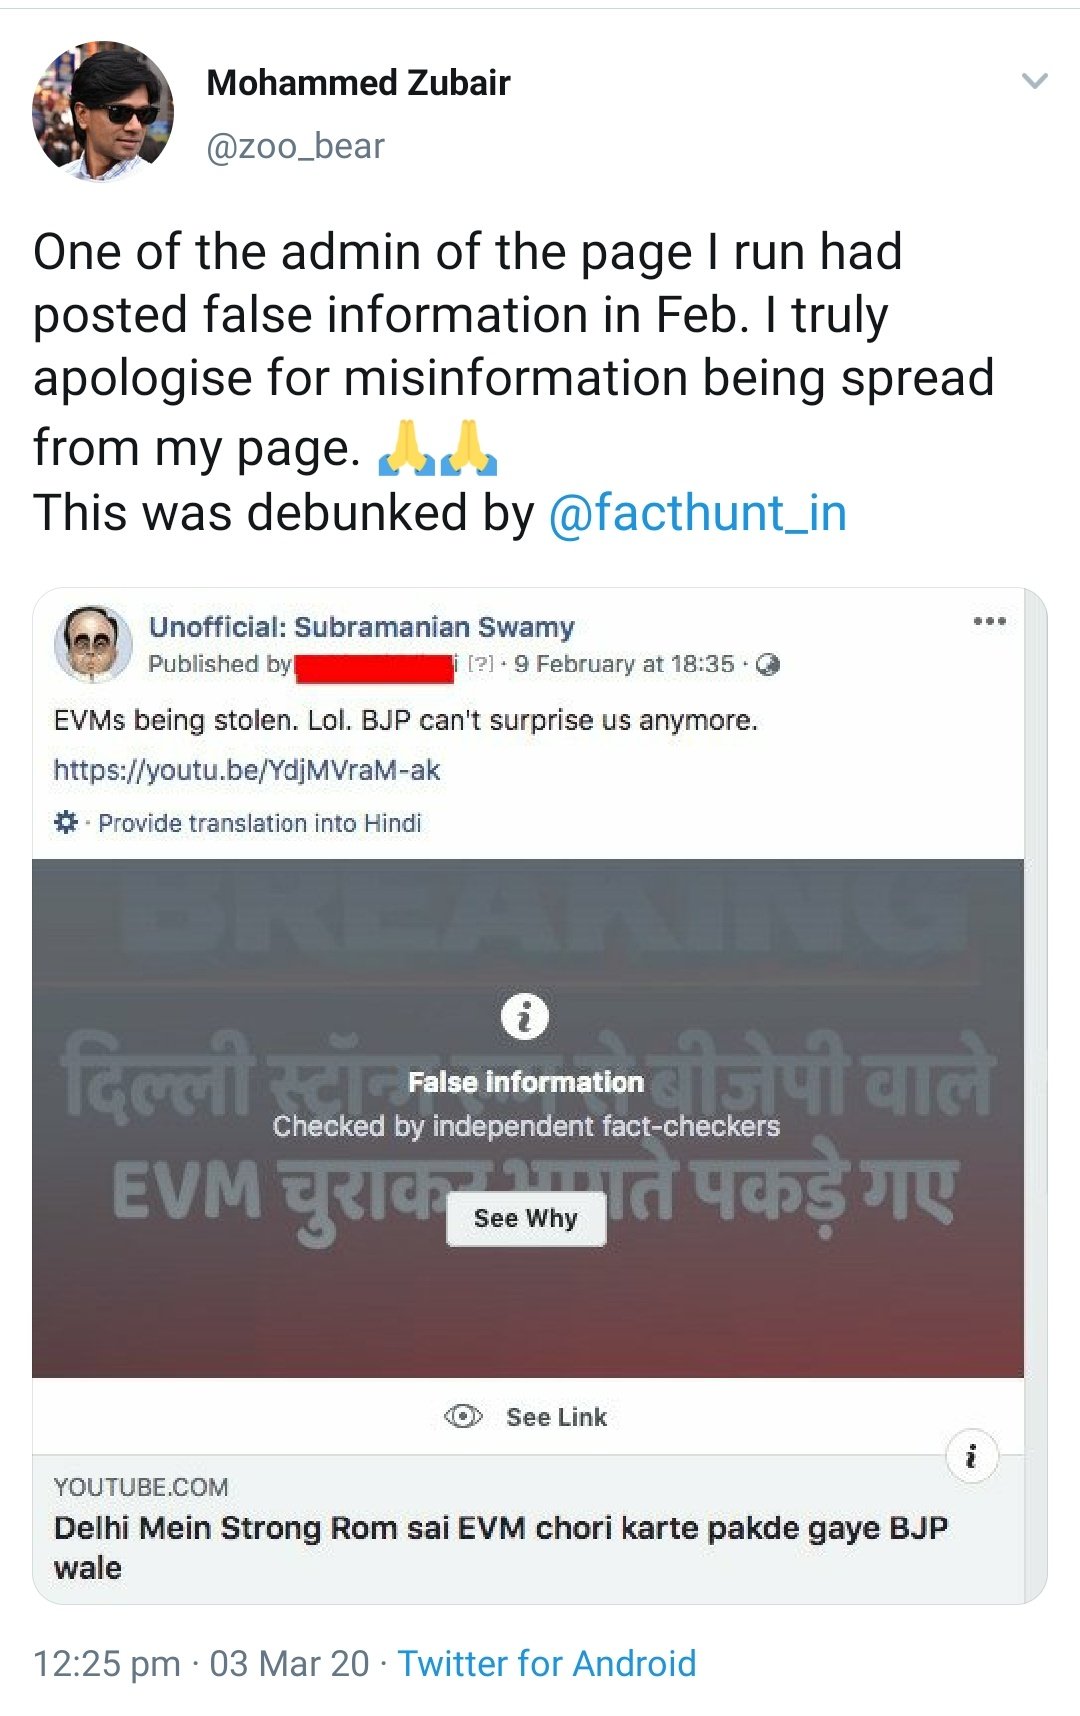 Mohammed Zubair
@zoo_bear
One of the admin of the page I run had
posted false information in Feb. I truly
apologise for misinformation being spread
from my page. 🙏🙏
This was debunked by @facthunt_in
Unofficial: Subramanian Swamy
Published by i [?] · 9 February at 18:35 ·
EVMs being stolen. Lol. BJP can't surprise us anymore.
https://youtu.be/YdjMVraM-ak
· Provide translation into Hindi
BREAKING
दिल्ली स्टॉन्ग रूम से बीजेपी वाले
False information
Checked by independent fact-checkers
EVM चुराकर भागते पकड़े गए
See Why
See Link
YOUTUBE.COM
Delhi Mein Strong Rom sai EVM chori karte pakde gaye BJP
wale
12:25 pm · 03 Mar 20 · Twitter for Android